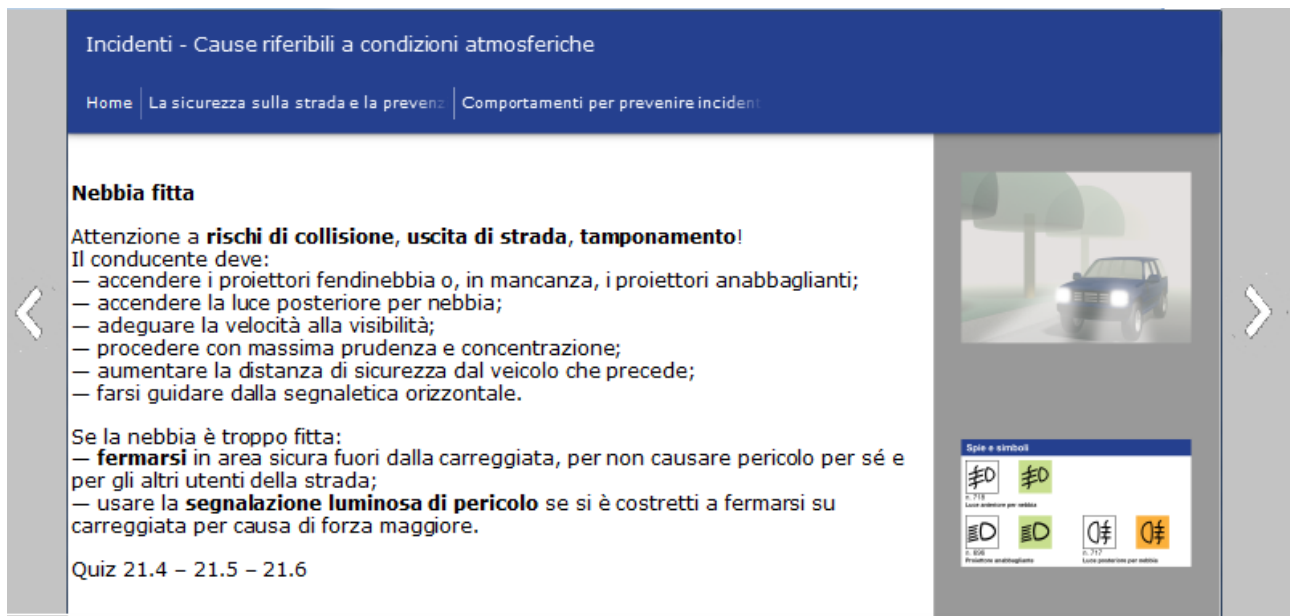 Incidenti - Cause riferibili a condizioni atmosferiche
Home La sicurezza sulla strada e la prevenz Comportamenti per prevenire incident
Nebbia fitta
Attenzione a rischi di collisione, uscita di strada, tamponamento!
Il conducente deve:
— accendere i proiettori fendinebbia o, in mancanza, i proiettori anabbaglianti;
— accendere la luce posteriore per nebbia;
— adeguare la velocità alla visibilità;
— procedere con massima prudenza e concentrazione;
— aumentare la distanza di sicurezza dal veicolo che precede;
— farsi guidare dalla segnaletica orizzontale.
Se la nebbia è troppo fitta:
— fermarsi in area sicura fuori dalla carreggiata, per non causare pericolo per sé e
per gli altri utenti della strada;
— usare la segnalazione luminosa di pericolo se si è costretti a fermarsi su
carreggiata per causa di forza maggiore.
Quiz 21.4 – 21.5 – 21.6
Spie e simboli
n. 718
Luce anteriore per nebbia
n. 698 n. 717
Proiettore anabbagliante Luce posteriore per nebbia